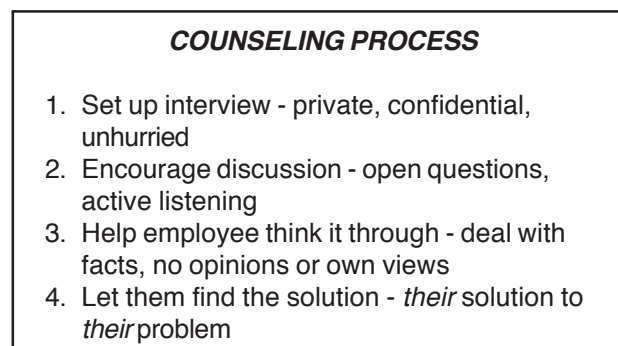 COUNSELING PROCESS
1. Set up interview - private, confidential,
unhurried
2. Encourage discussion - open questions,
active listening
3. Help employee think it through - deal with
facts, no opinions or own views
4. Let them find the solution - their solution to
their problem